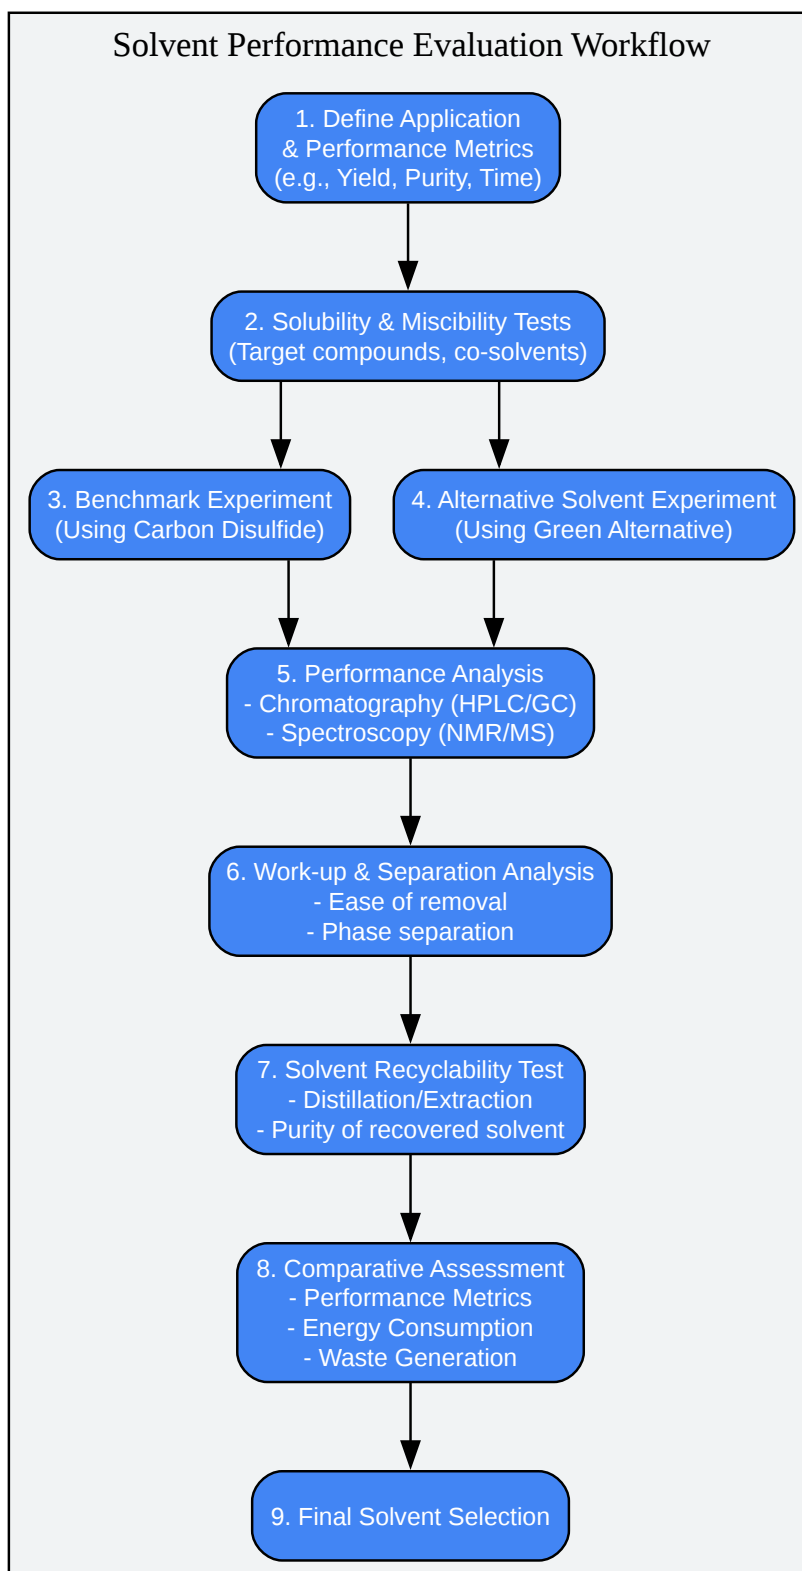 Solvent Performance Evaluation Workflow
1. Define Application
& Performance Metrics
(e.g., Yield, Purity, Time)
2. Solubility & Miscibility Tests
(Target compounds, co-solvents)
3. Benchmark Experiment
(Using Carbon Disulfide)
4. Alternative Solvent Experiment
(Using Green Alternative)
5. Performance Analysis
- Chromatography (HPLC/GC)
- Spectroscopy (NMR/MS)
6. Work-up & Separation Analysis
- Ease of removal
- Phase separation
7. Solvent Recyclability Test
- Distillation/Extraction
- Purity of recovered solvent
8. Comparative Assessment
- Performance Metrics
- Energy Consumption
- Waste Generation
9. Final Solvent Selection